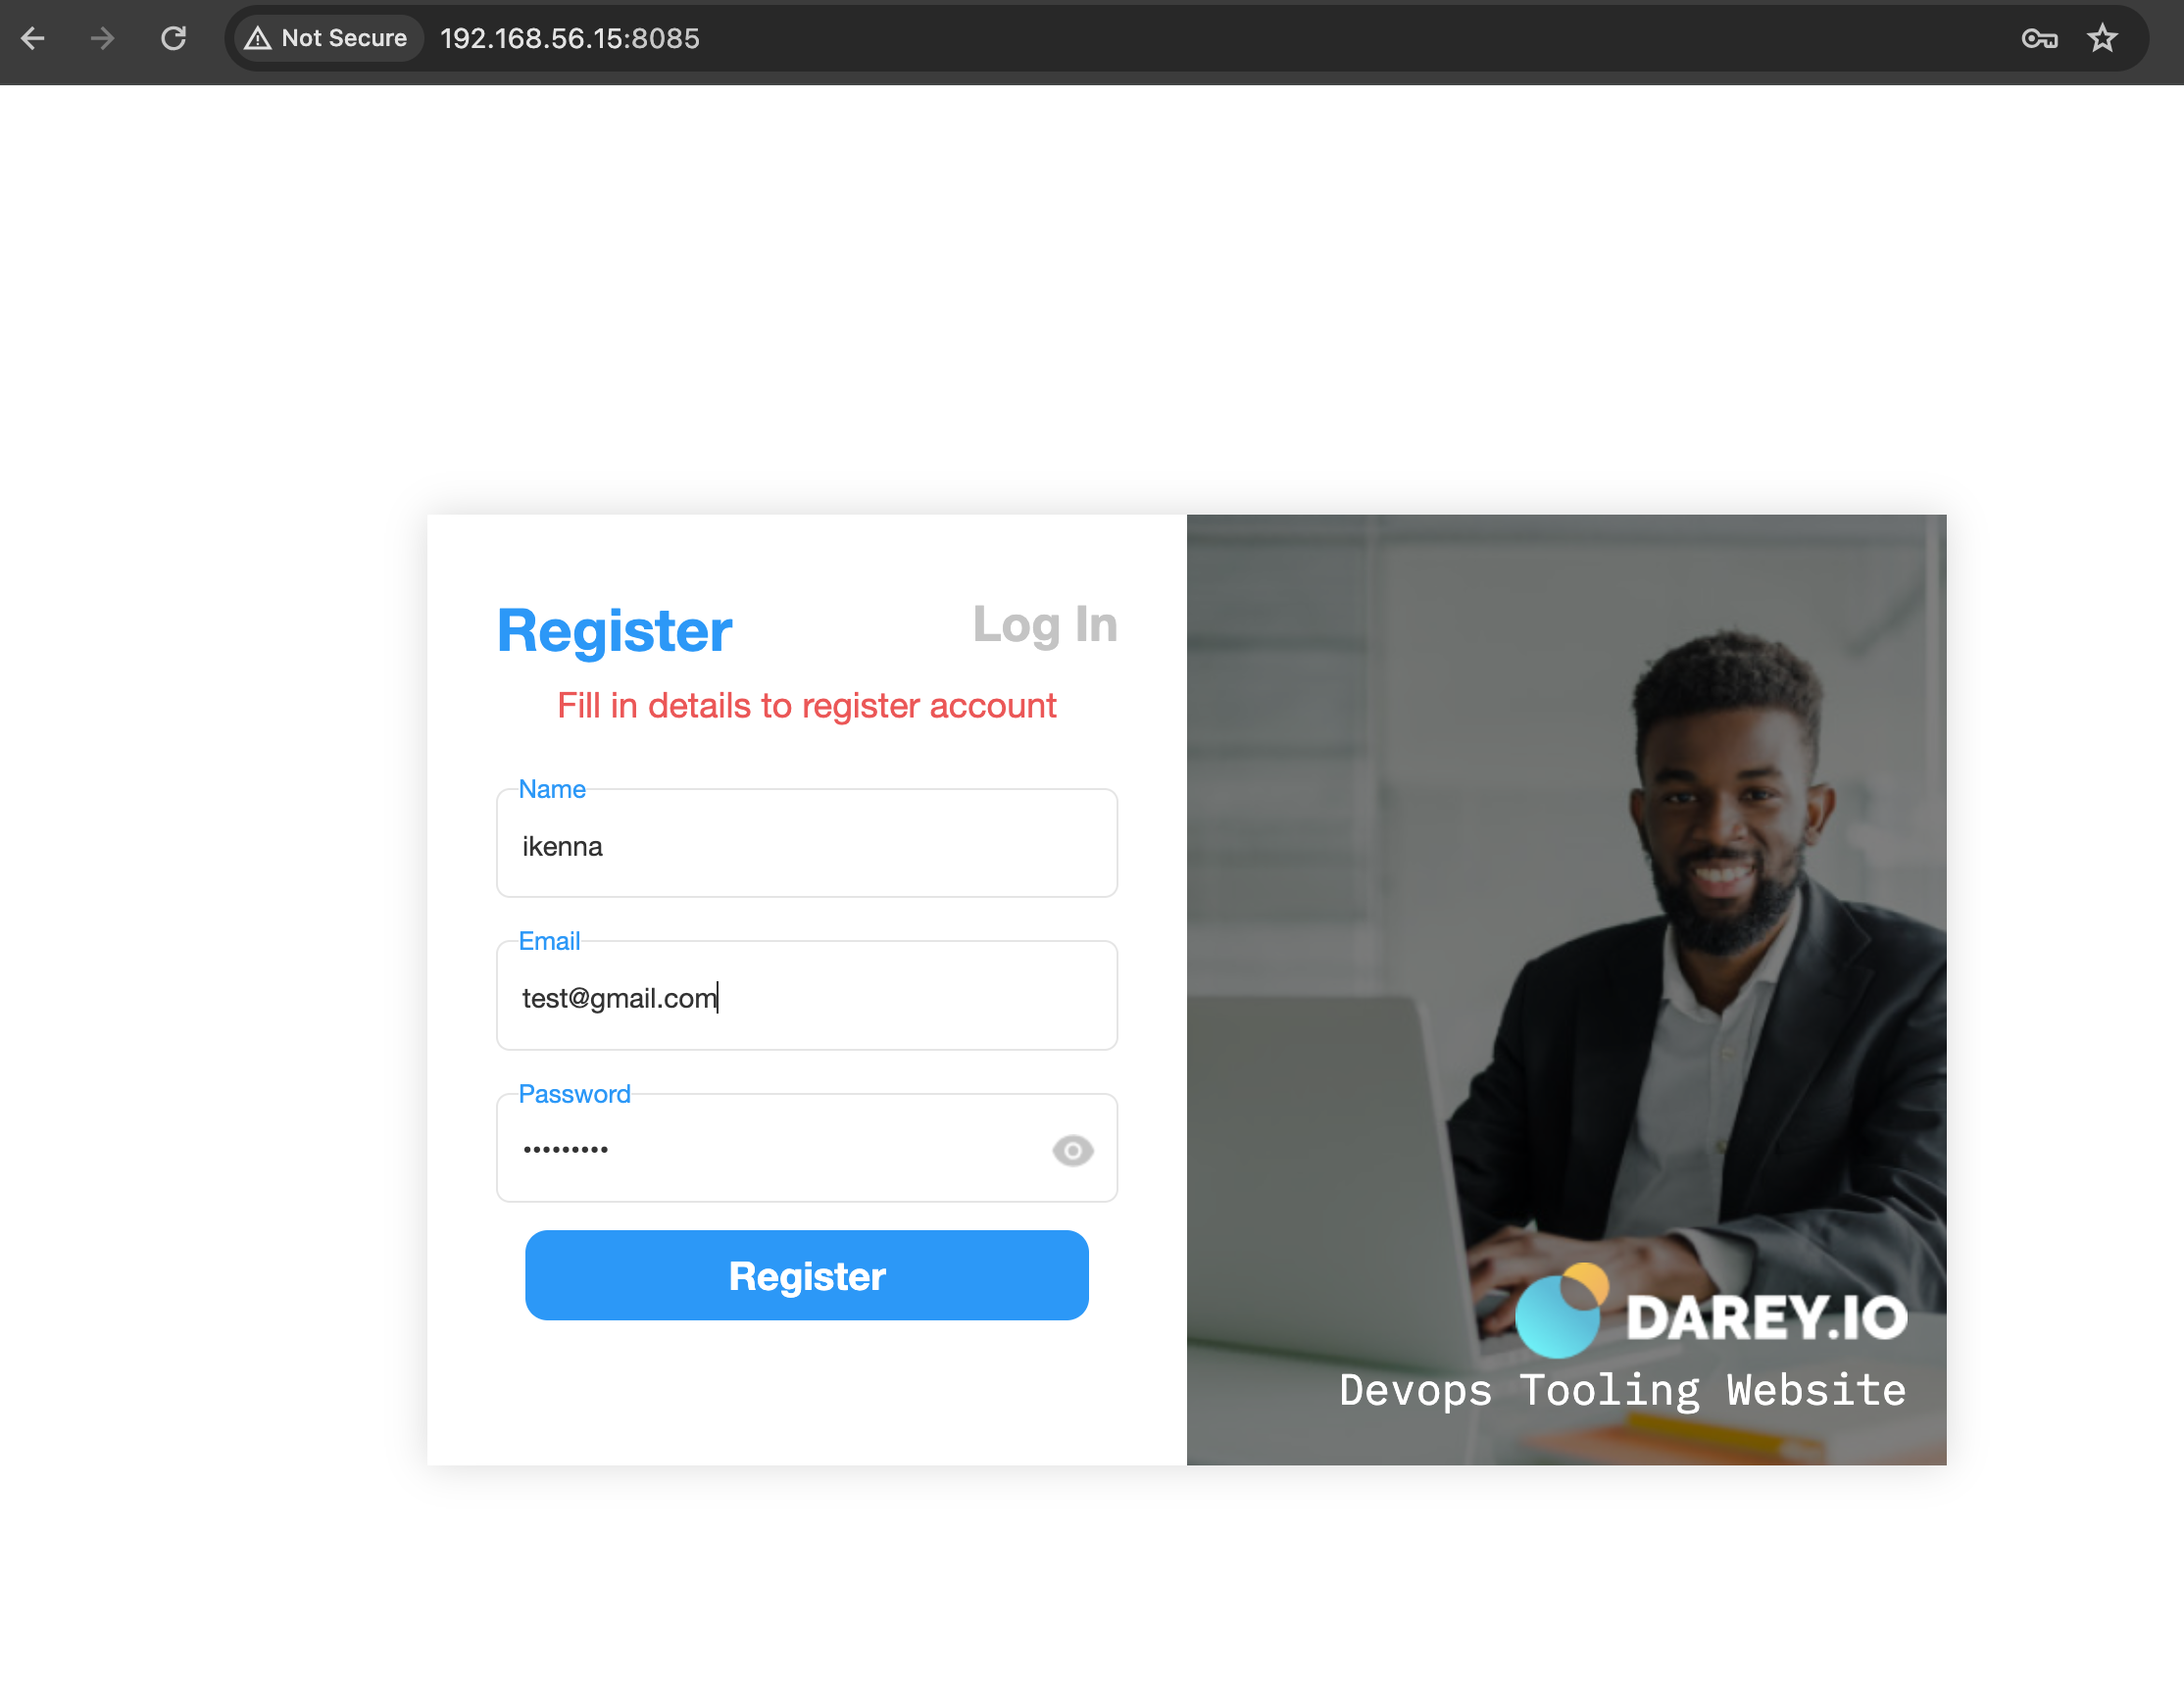 Not Secure 192.168.56.15:8085
Register
Log In
Fill in details to register account
Name
ikenna
Email
test@gmail.com
Password
•••••••••
Register
DAREY.IO
Devops Tooling Website